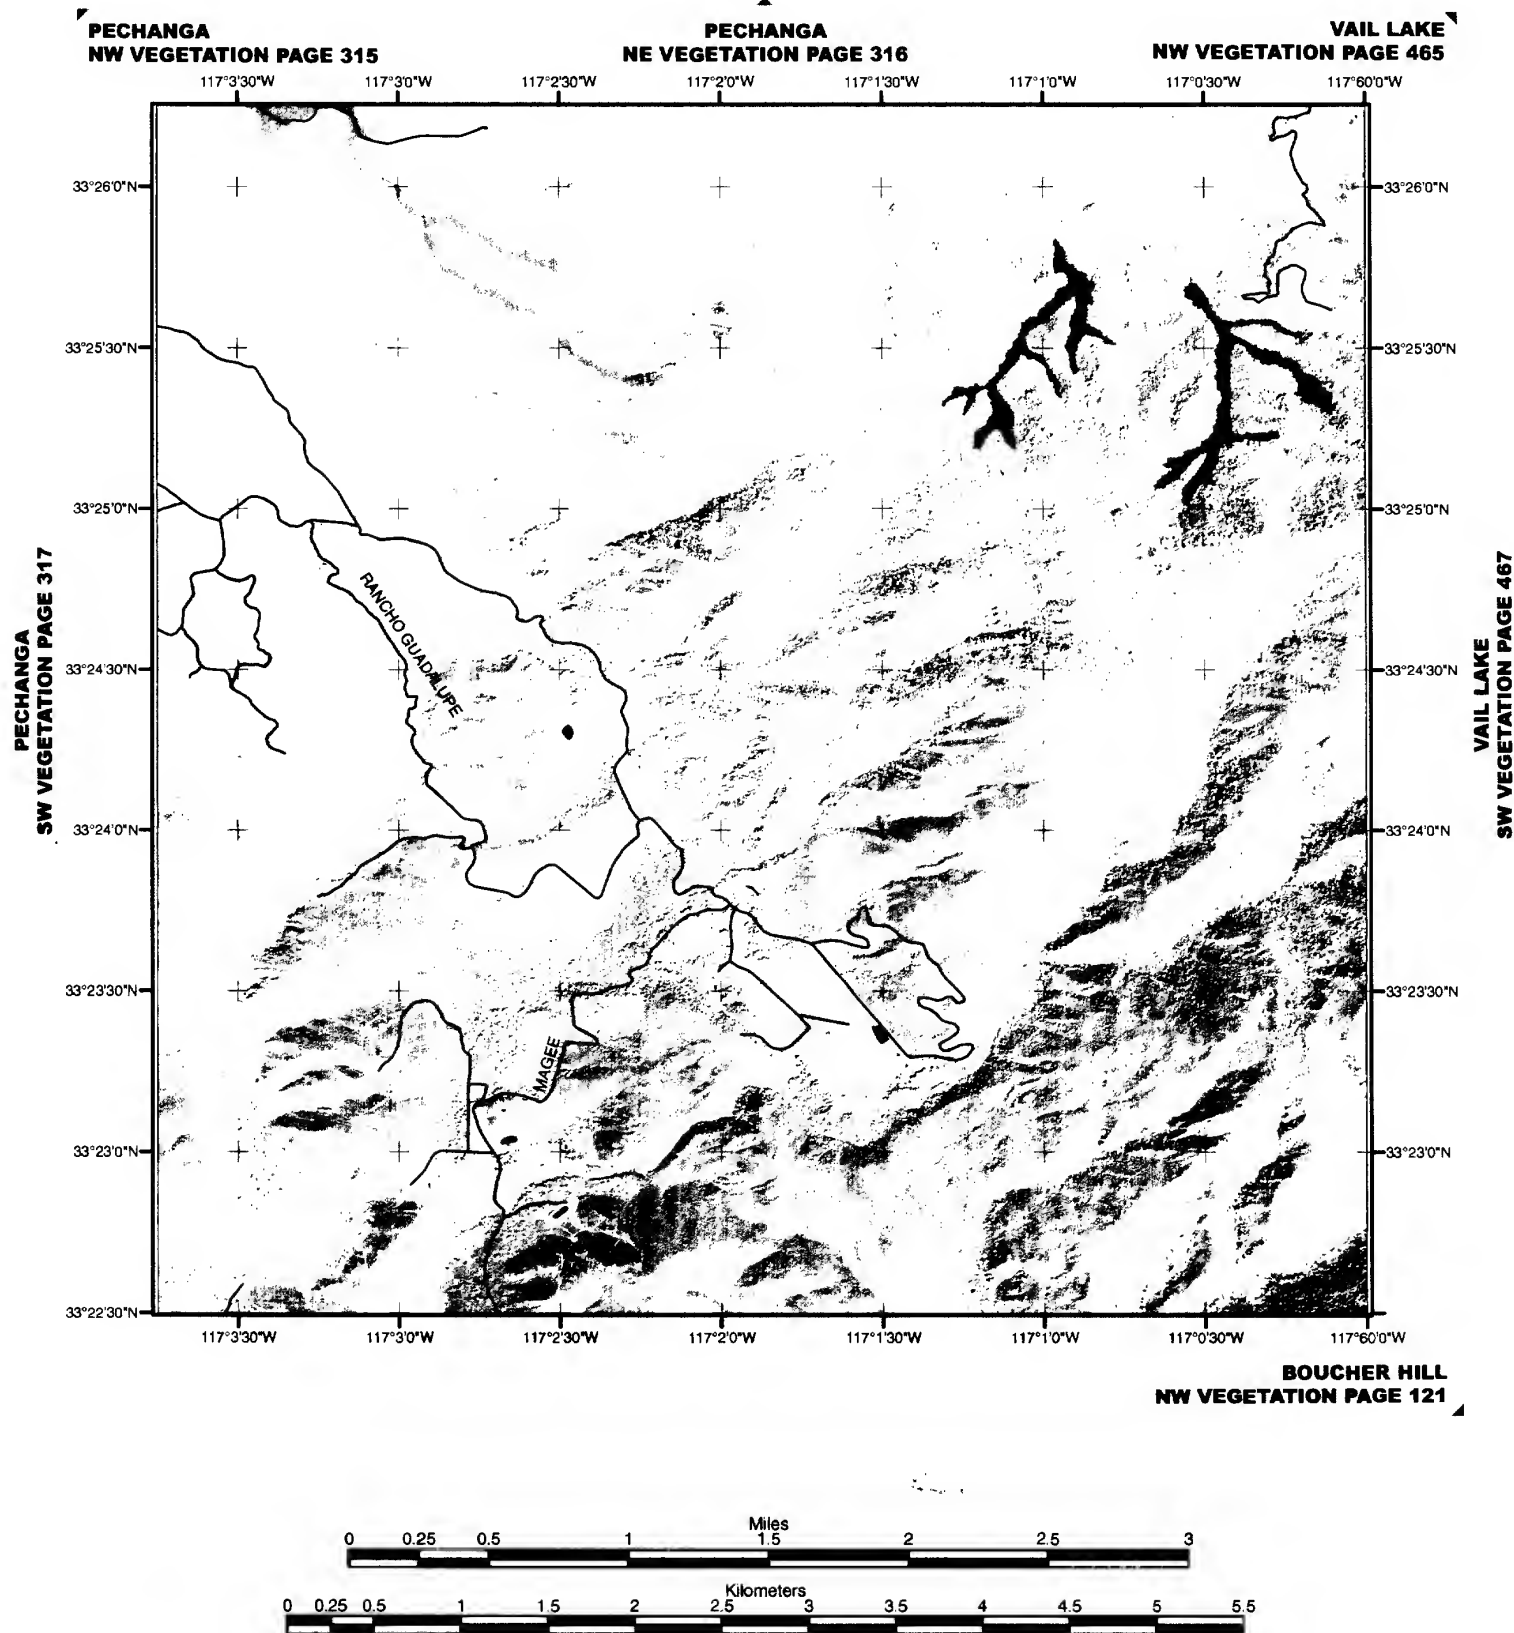 PECHANGA
NW VEGETATION PAGE 315
PECHANGA
NE VEGETATION PAGE 316
VAIL LAKE
NW VEGETATION PAGE 465
117°3'30"W 117°3'0"W 117°2'30"W 117°2'0"W 117°1'30"W 117°1'0"W 117°0'30"W 117°60'0"W
33°26'0"N 33°26'0"N
33°25'30"N 33°25'30"N
33°25'0"N 33°25'0"N
PECHANGA
SW VEGETATION PAGE 317
RANCHO GUADALUPE
VAIL LAKE
SW VEGETATION PAGE 467
33°24'30"N 33°24'30"N
33°24'0"N 33°24'0"N
33°23'30"N 33°23'30"N
MAGEE
33°23'0"N 33°23'0"N
33°22'30"N
117°3'30"W 117°3'0"W 117°2'30"W 117°2'0"W 117°1'30"W 117°1'0"W 117°0'30"W 117°60'0"W
BOUCHER HILL
NW VEGETATION PAGE 121
Miles
0 0.25 0.5 1 1.5 2 2.5 3
Kilometers
0 0.25 0.5 1 1.5 2 2.5 3 3.5 4 4.5 5 5.5